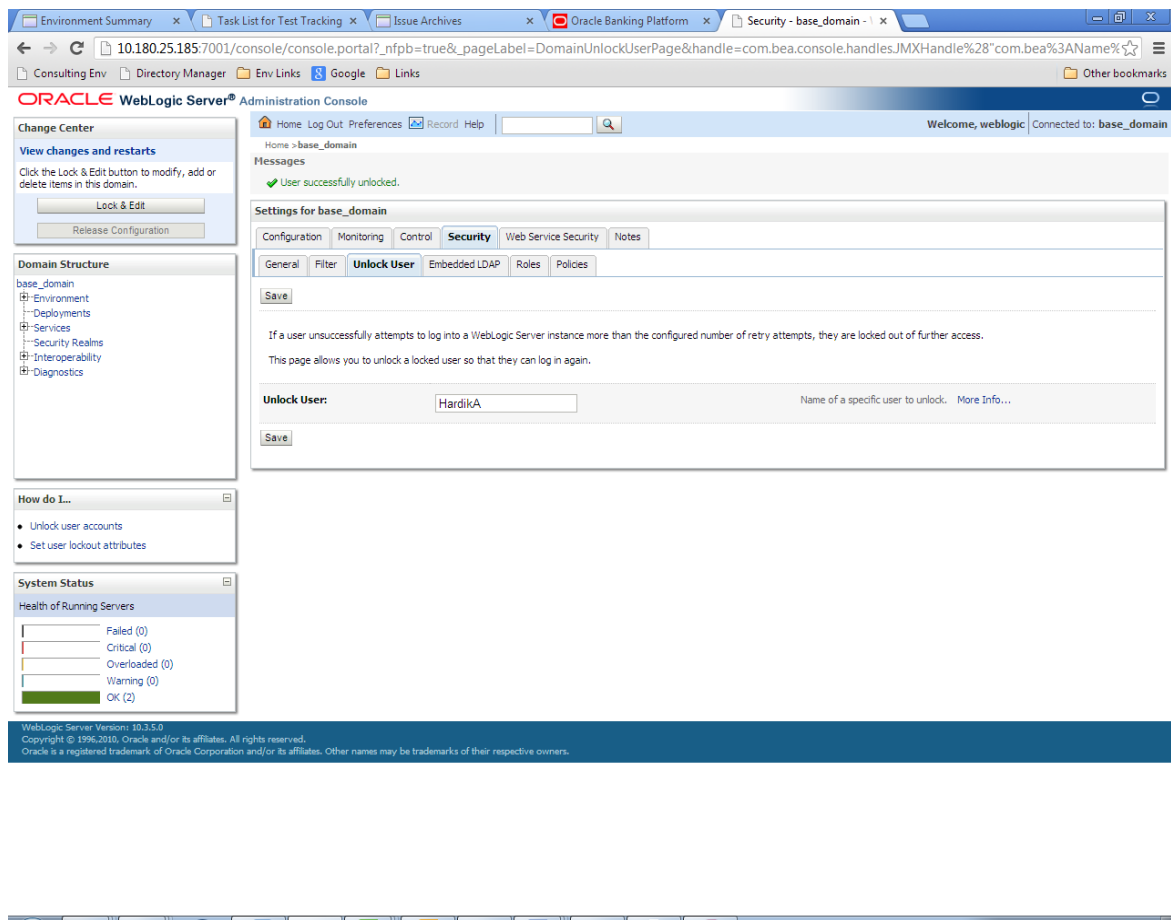 Environment Summary Task List for Test Tracking Issue Archives Oracle Banking Platform Security - base_domain -
10.180.25.185:7001/console/console.portal?_nfpb=true&_pageLabel=DomainUnlockUserPage&handle=com.bea.console.handles.JMXHandle%28"com.bea%3AName%
Consulting Env Directory Manager Env Links Google Links Other bookmarks
ORACLE WebLogic Server® Administration Console
Change Center
View changes and restarts
Click the Lock & Edit button to modify, add or
delete items in this domain.
Lock & Edit
Release Configuration
Domain Structure
base_domain
Environment
Deployments
Services
Security Realms
Interoperability
Diagnostics
How do I...
Unlock user accounts
Set user lockout attributes
System Status
Health of Running Servers
Failed (0)
Critical (0)
Overloaded (0)
Warning (0)
OK (2)
Home Log Out Preferences Record Help Welcome, weblogic Connected to: base_domain
Home >base_domain
Messages
User successfully unlocked.
Settings for base_domain
Configuration Monitoring Control Security Web Service Security Notes
General Filter Unlock User Embedded LDAP Roles Policies
Save
If a user unsuccessfully attempts to log into a WebLogic Server instance more than the configured number of retry attempts, they are locked out of further access.
This page allows you to unlock a locked user so that they can log in again.
Unlock User: HardikA Name of a specific user to unlock. More Info...
Save
WebLogic Server Version: 10.3.5.0
Copyright © 1996,2010, Oracle and/or its affiliates. All rights reserved.
Oracle is a registered trademark of Oracle Corporation and/or its affiliates. Other names may be trademarks of their respective owners.